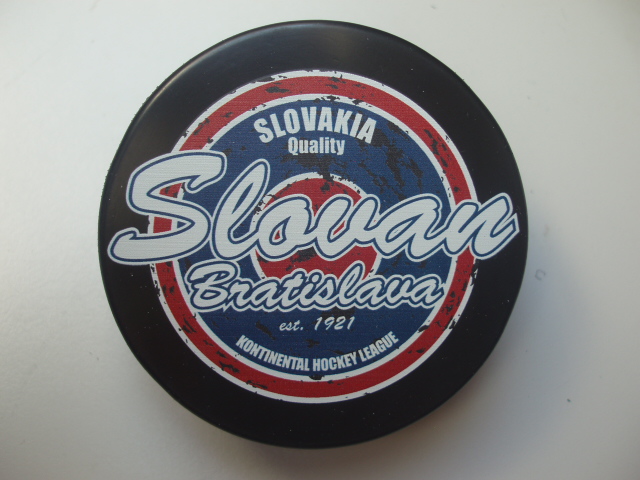 SLOVAKIA
Quality
Slovan
Bratislava
est. 1921
KONTINENTAL HOCKEY LEAGUE